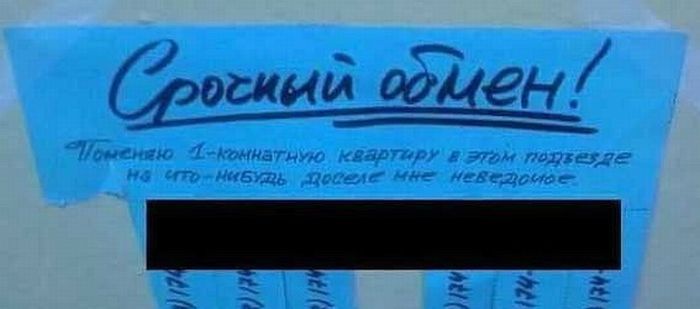 Срочный обмен!
Поменяю 1-комнатную квартиру в этом подъезде
на что-нибудь доселе мне неведомое.